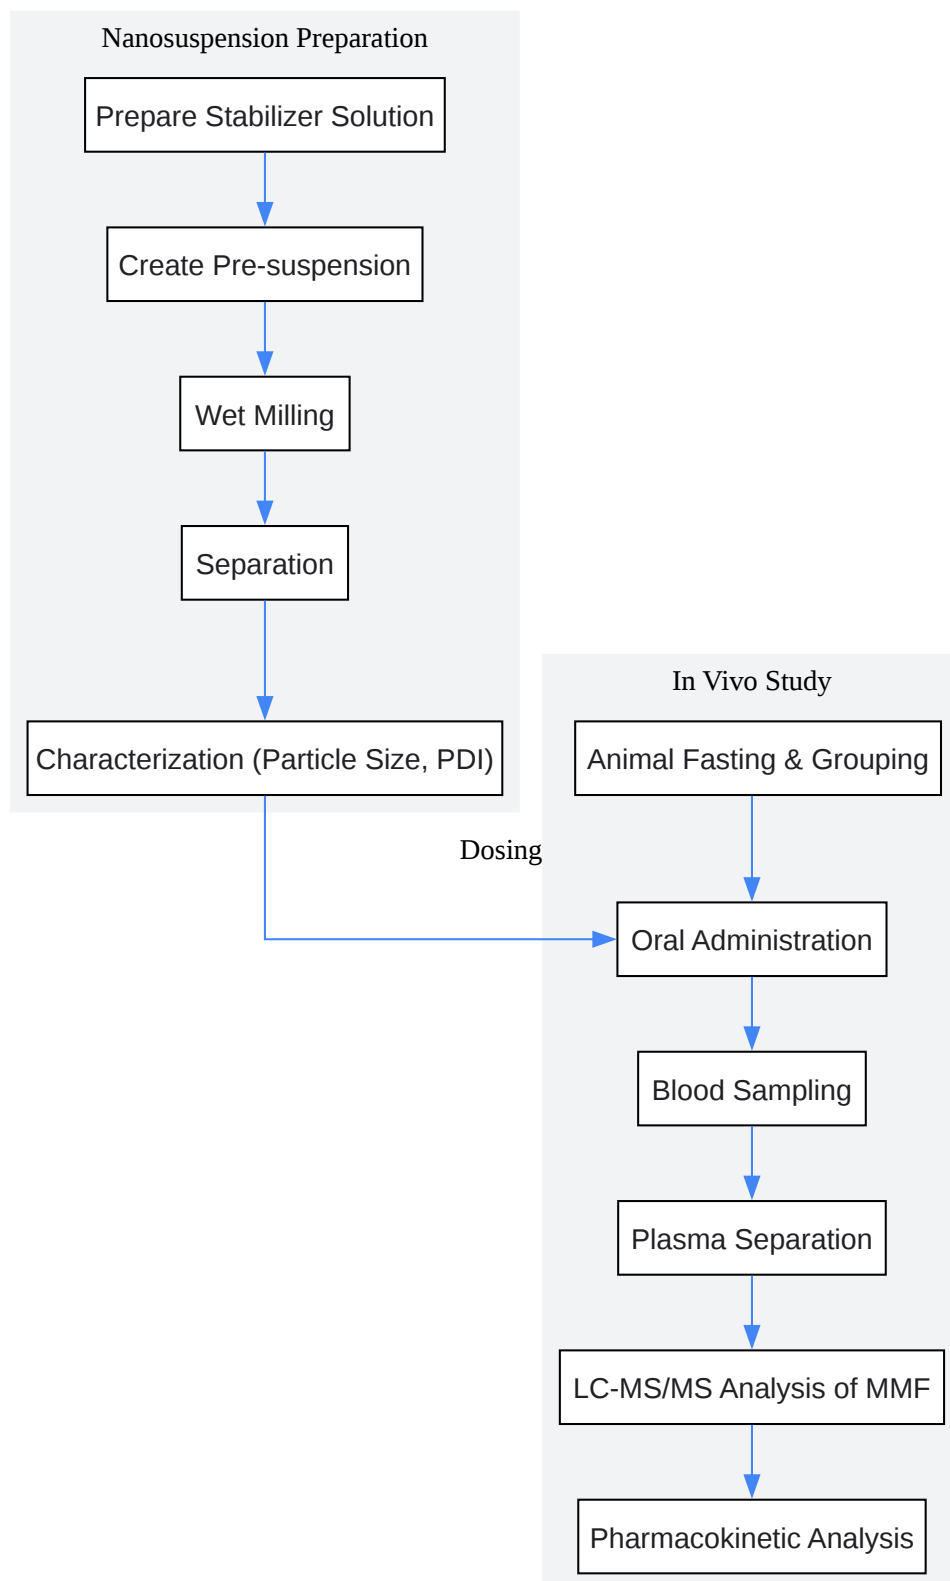 Nanosuspension Preparation
Prepare Stabilizer Solution
Create Pre-suspension
Wet Milling
Separation
Characterization (Particle Size, PDI)
Dosing
In Vivo Study
Animal Fasting & Grouping
Oral Administration
Blood Sampling
Plasma Separation
LC-MS/MS Analysis of MMF
Pharmacokinetic Analysis